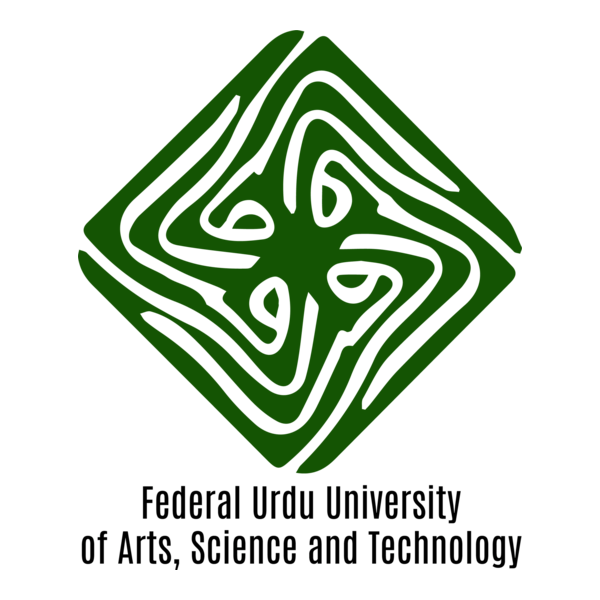 Federal Urdu University
of Arts, Science and Technology